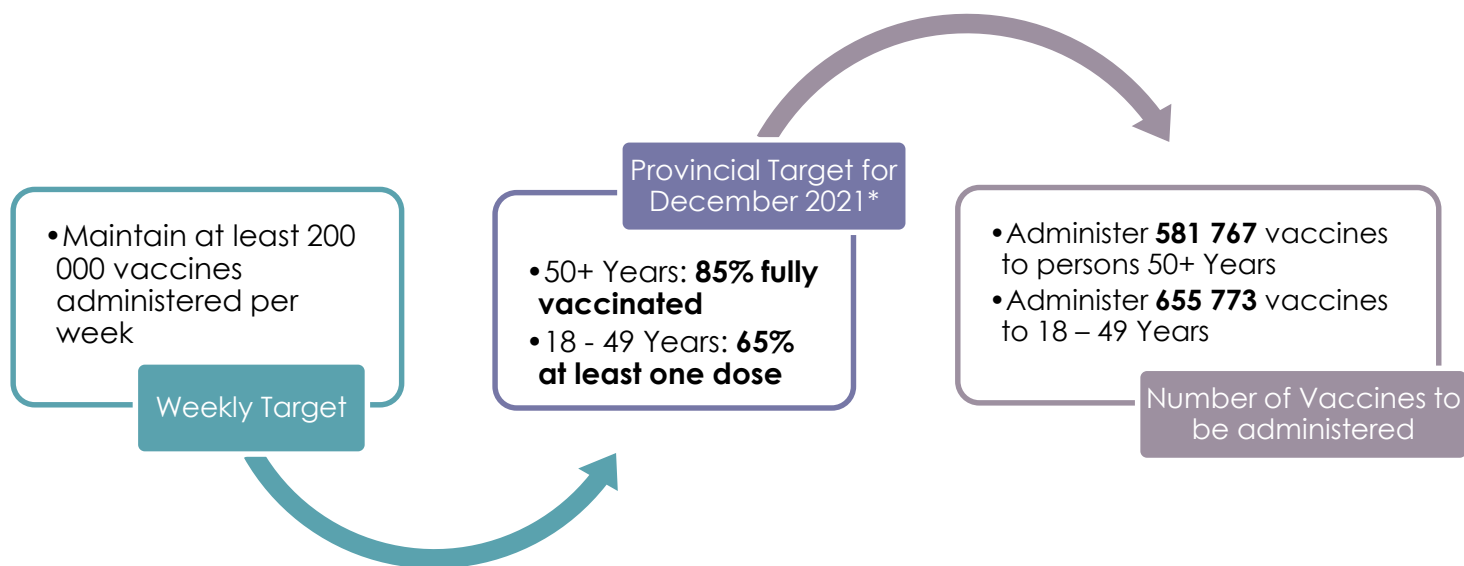 •Maintain at least 200
000 vaccines
administered per
week
Weekly Target
Provincial Target for
December 2021*
•50+ Years: 85% fully
vaccinated
•18 - 49 Years: 65%
at least one dose
•Administer 581 767 vaccines
to persons 50+ Years
•Administer 655 773 vaccines
to 18 – 49 Years
Number of Vaccines to
be administered